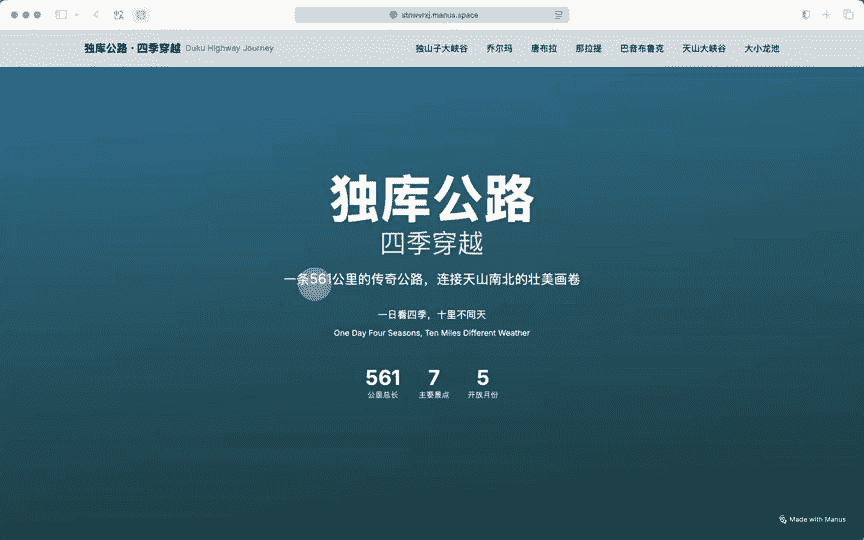 stnwvrxj.manus.space
独库公路 · 四季穿越 Duku Highway Journey
独山子大峡谷 乔尔玛 唐布拉 那拉提 巴音布鲁克 天山大峡谷 大小龙池
独库公路
四季穿越
一条561公里的传奇公路，连接天山南北的壮美画卷
一日看四季，十里不同天
One Day Four Seasons, Ten Miles Different Weather
561 7 5
公里总长 主要景点 开放月份
Made with Manus